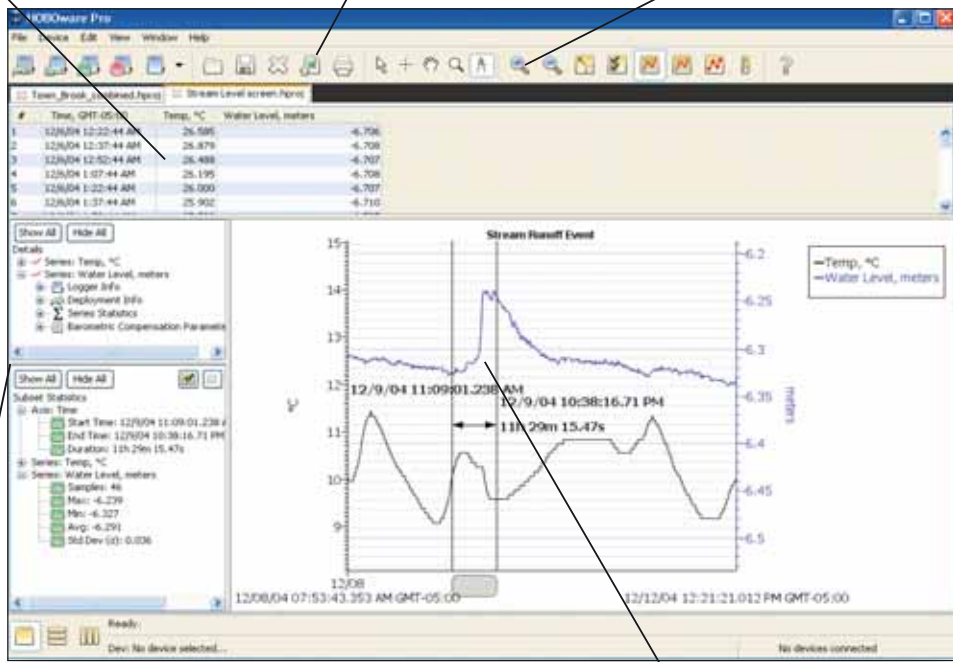 HOBOware Pro
File Device Edit View Window Help
Town_Brook_combined.hproj Stream Level screen.hproj
# Time, GMT-05:00 Temp, °C Water Level, meters
1 12/6/04 12:22:44 AM 26.585 -6.706
2 12/6/04 12:37:44 AM 26.879 -6.708
3 12/6/04 12:52:44 AM 26.488 -6.707
4 12/6/04 1:07:44 AM 26.195 -6.708
5 12/6/04 1:22:44 AM 26.000 -6.707
6 12/6/04 1:37:44 AM 25.902 -6.710
Show All Hide All
Details
Series: Temp, °C
Series: Water Level, meters
Logger Info
Deployment Info
Series Statistics
Barometric Compensation Paramete
Show All Hide All
Subset Statistics
Axis: Time
Start Time: 12/9/04 11:09:01.238 A
End Time: 12/9/04 10:38:16.71 PM
Duration: 11h 29m 15.47s
Series: Temp, °C
Series: Water Level, meters
Samples: 46
Max: -6.239
Min: -6.327
Avg: -6.291
Std Dev (σ): 0.036
Stream Runoff Event
15
14
13
12
11
10
9
°C
-6.2
-6.25
-6.3
-6.35
-6.4
-6.45
-6.5
meters
Temp, °C
Water Level, meters
12/9/04 11:09:01.238 AM
12/9/04 10:38:16.71 PM
11h 29m 15.47s
12/08
12/08/04 07:53:43.353 AM GMT-05:00 12/12/04 12:21:21.012 PM GMT-05:00
Ready.
Dev: No device selected... No devices connected